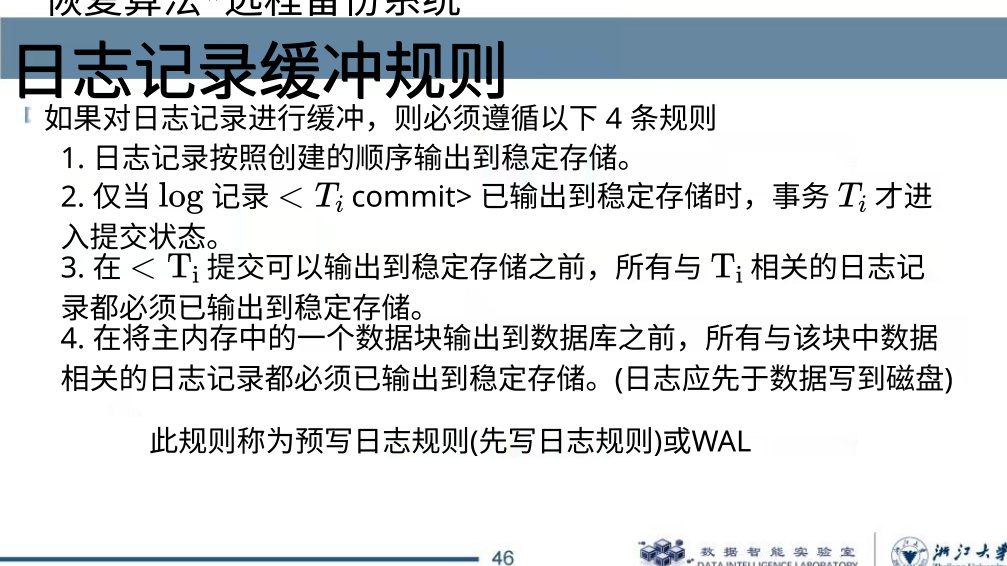 恢复算法*远程备份系统
日志记录缓冲规则
如果对日志记录进行缓冲，则必须遵循以下 4 条规则
1. 日志记录按照创建的顺序输出到稳定存储。
2. 仅当 log 记录 < Tᵢ commit> 已输出到稳定存储时，事务 Tᵢ 才进
入提交状态。
3. 在 < Tᵢ 提交可以输出到稳定存储之前，所有与 Tᵢ 相关的日志记
录都必须已输出到稳定存储。
4. 在将主内存中的一个数据块输出到数据库之前，所有与该块中数据
相关的日志记录都必须已输出到稳定存储。(日志应先于数据写到磁盘)
此规则称为预写日志规则(先写日志规则)或WAL
46
数据智能实验室
DATA INTELLIGENCE LABORATORY
浙江大学